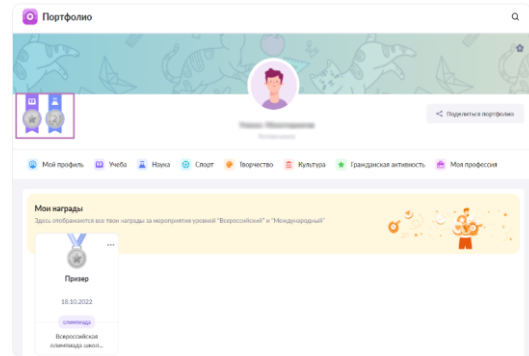 Портфолио
Поделиться портфолио
Мой профиль Учеба Наука Спорт Творчество Культура Гражданская активность Моя профессия
Мои награды
Здесь отображаются все твои награды за мероприятия уровней "Всероссийский" и "Международный"
Призер
18.10.2022
олимпиада
Всероссийская
олимпиада школ...